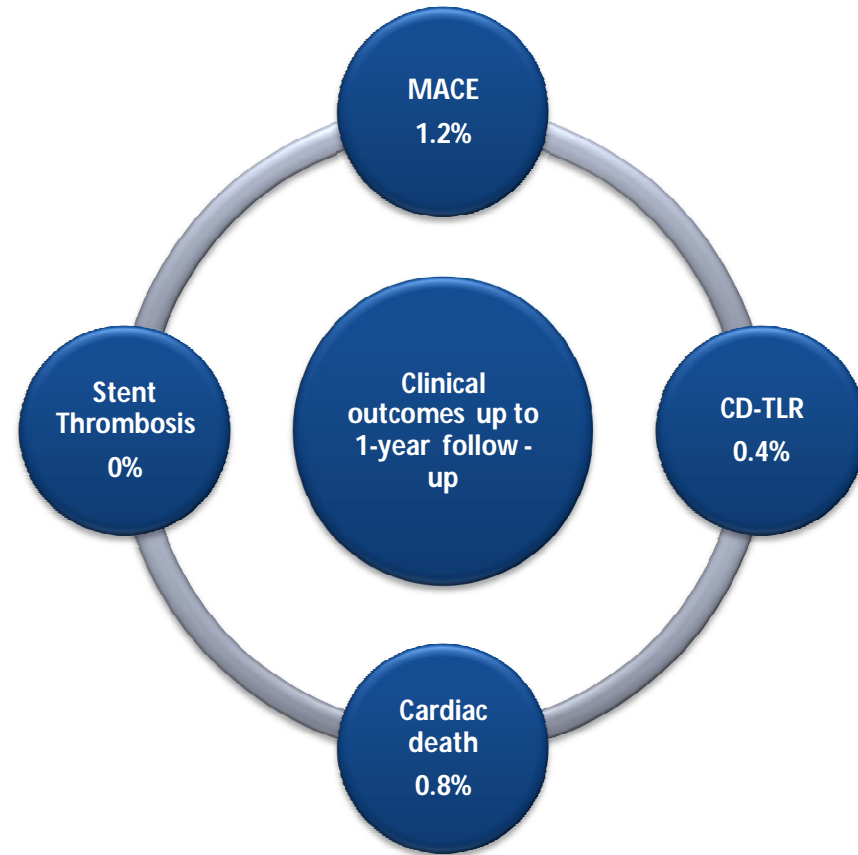 MACE
1.2%
Stent
Thrombosis
0%
Clinical
outcomes up to
1-year follow -
up
CD-TLR
0.4%
Cardiac
death
0.8%